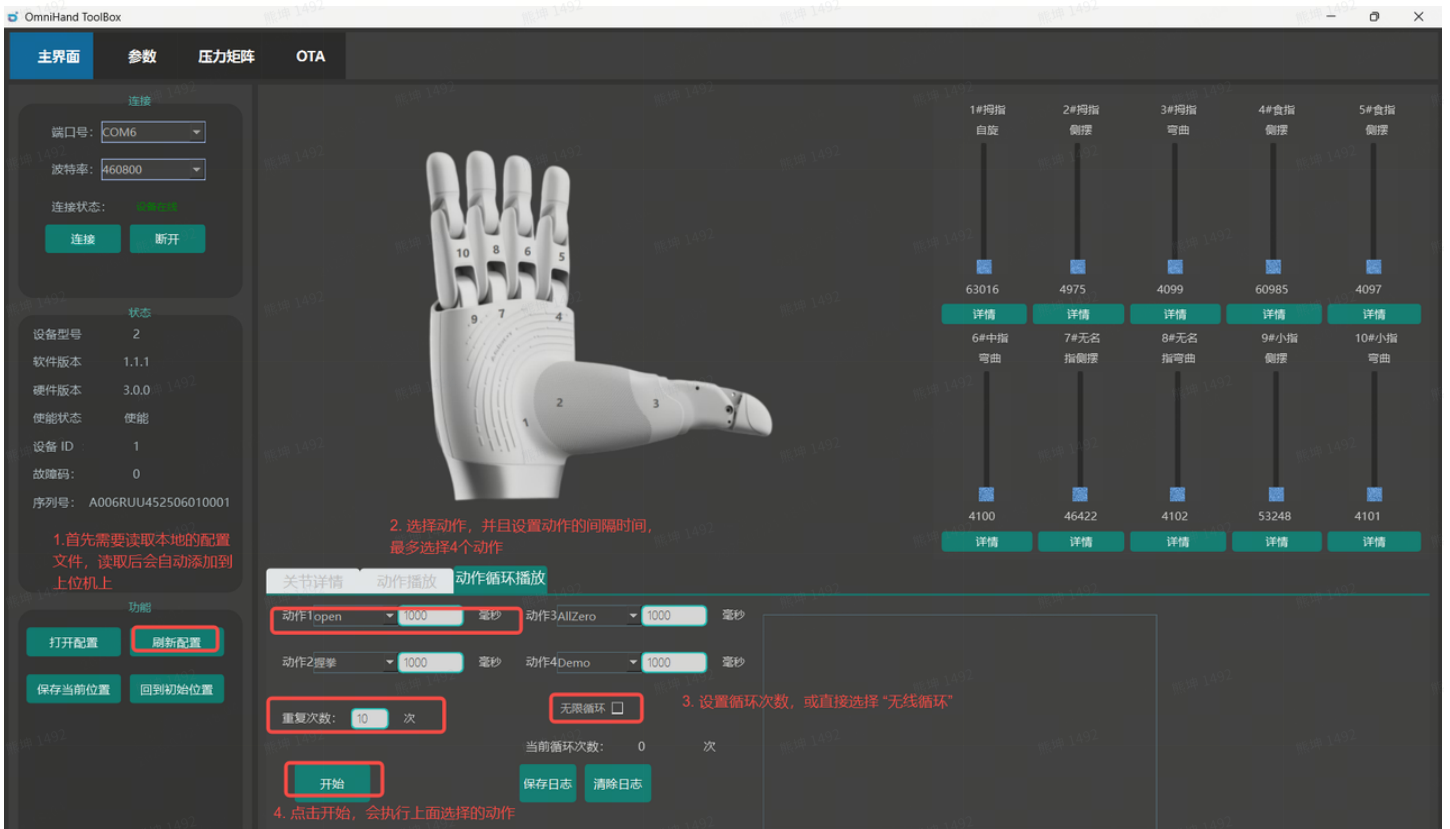 OmniHand ToolBox
主界面 参数 压力矩阵 OTA
连接
端口号: COM6
波特率: 460800
连接状态: 设备在线
连接 断开
状态
设备型号 2
软件版本 1.1.1
硬件版本 3.0.0
使能状态 使能
设备 ID 1
故障码: 0
序列号: A006RUU452506010001
1.首先需要读取本地的配置
文件，读取后会自动添加到
上位机上
功能
打开配置 刷新配置
保存当前位置 回到初始位置
10 8 6 5
9 7 4
2 3
1
2. 选择动作，并且设置动作的间隔时间，
最多选择4个动作
1#拇指 2#拇指 3#拇指 4#食指 5#食指
自旋 侧摆 弯曲 侧摆 侧摆
63016 4975 4099 60985 4097
详情 详情 详情 详情 详情
6#中指 7#无名 8#无名 9#小指 10#小指
弯曲 指侧摆 指弯曲 侧摆 弯曲
4100 46422 4102 53248 4101
详情 详情 详情 详情 详情
关节详情 动作播放 动作循环播放
动作1 open 1000 毫秒 动作3 AllZero 1000 毫秒
动作2 握拳 1000 毫秒 动作4 Demo 1000 毫秒
重复次数: 10 次 无限循环
3. 设置循环次数，或直接选择 “无线循环”
当前循环次数: 0 次
开始 保存日志 清除日志
4. 点击开始，会执行上面选择的动作
熊坤 1492